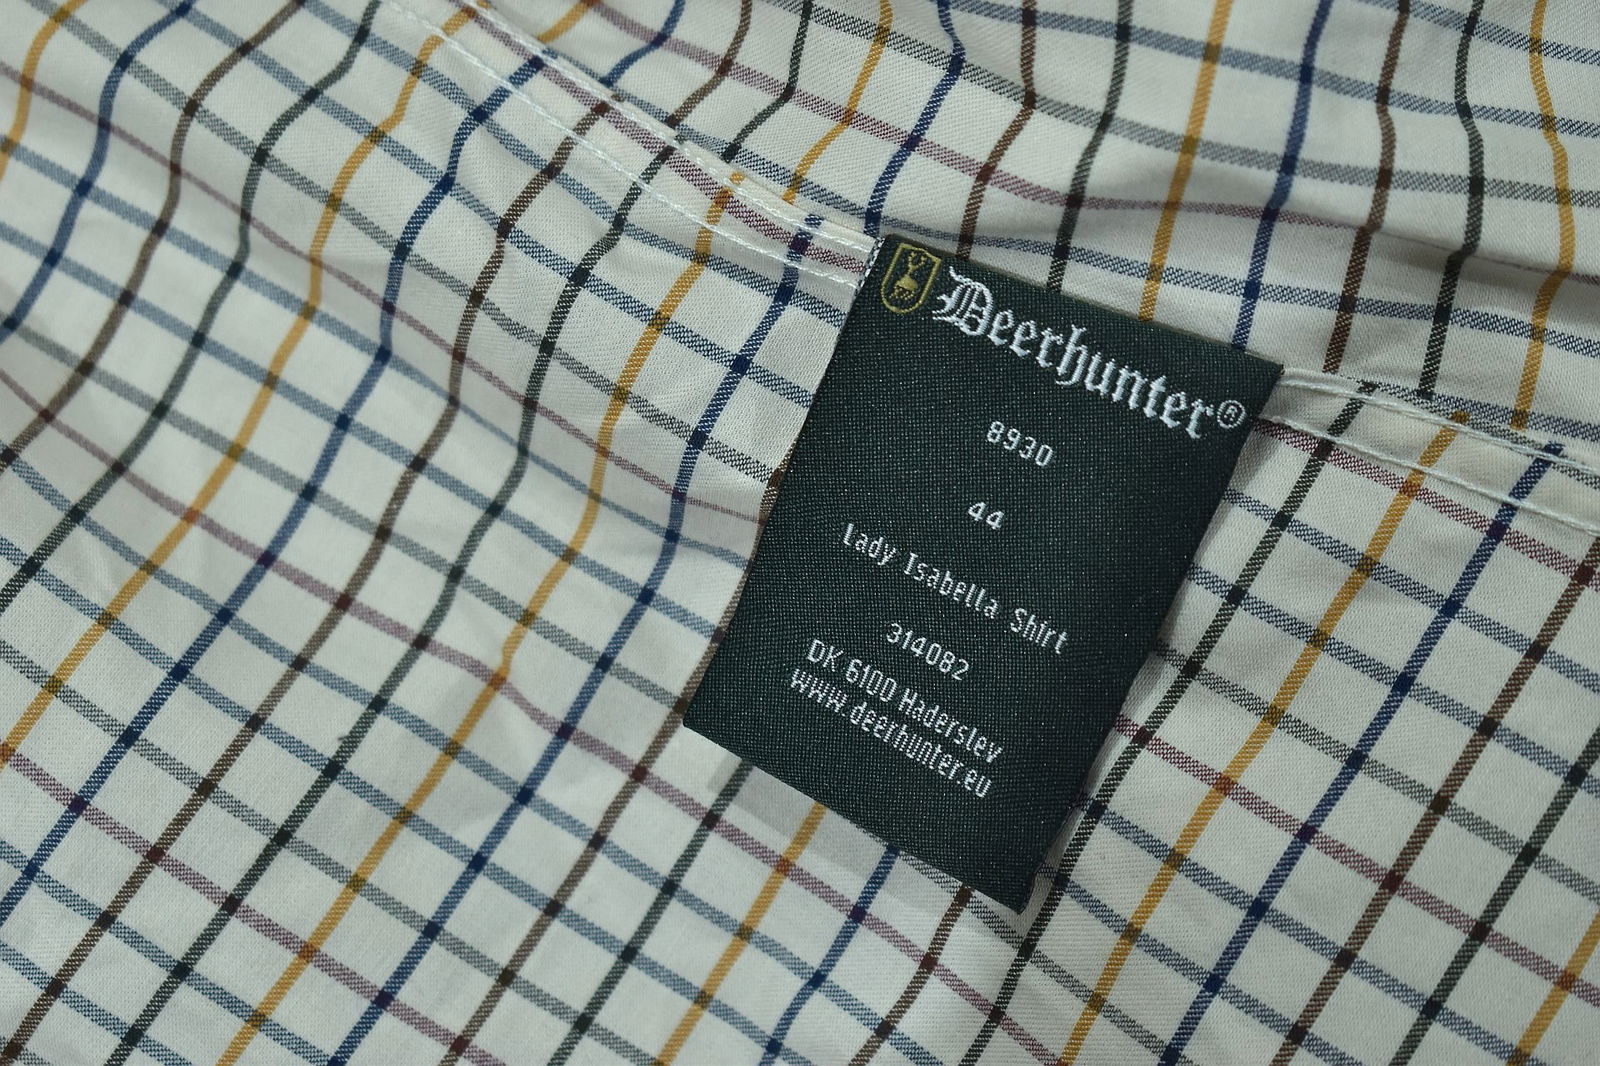 Deerhunter®
8930
44
Lady Isabella Shirt
314082
DK 6100 Haderslev
www.deerhunter.eu